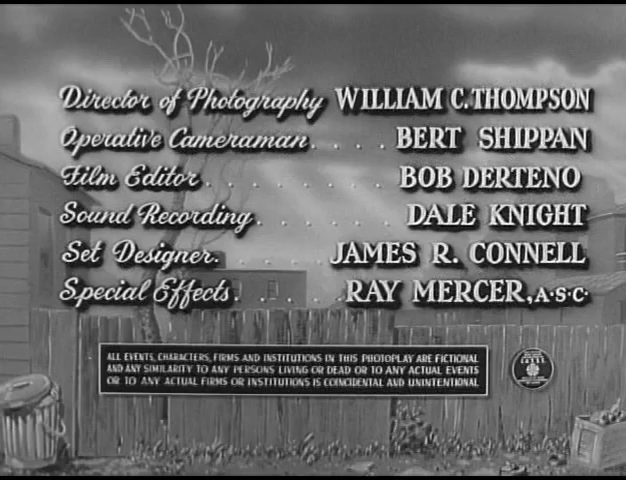 Director of Photography WILLIAM C. THOMPSON
Operative Cameraman. . . . BERT SHIPPAN
Film Editor. . . . . . . BOB DERTENO
Sound Recording. . . . . . DALE KNIGHT
Set Designer. . . . . JAMES R. CONNELL
Special Effects. . . . . RAY MERCER, A·S·C·
ALL EVENTS, CHARACTERS, FIRMS AND INSTITUTIONS IN THIS PHOTOPLAY ARE FICTIONAL
AND ANY SIMILARITY TO ANY PERSONS LIVING OR DEAD OR TO ANY ACTUAL EVENTS
OR TO ANY ACTUAL FIRMS OR INSTITUTIONS IS COINCIDENTAL AND UNINTENTIONAL